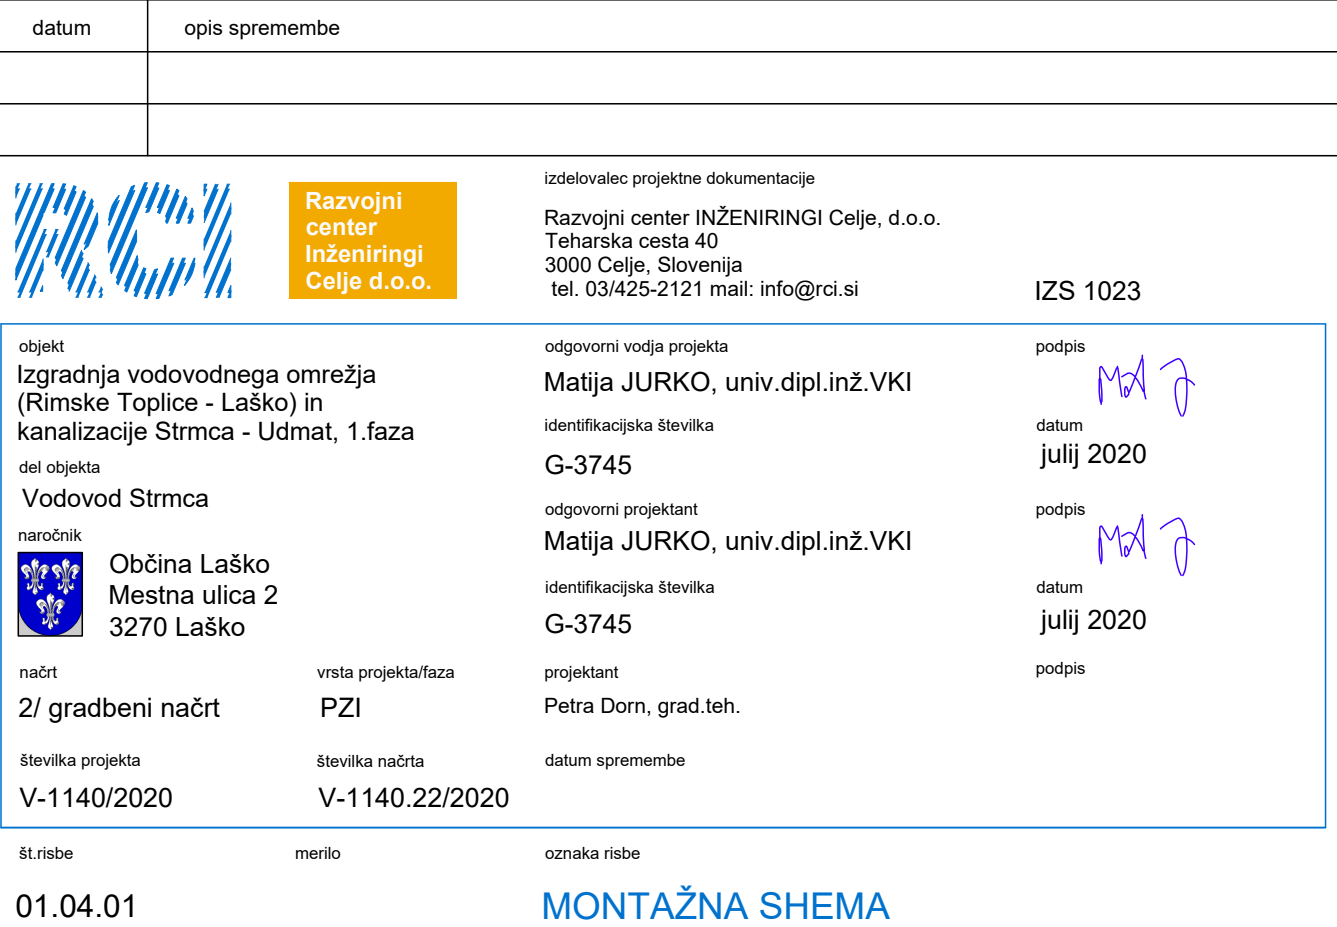 datum opis spremembe
RCI
Razvojni
center
Inženiringi
Celje d.o.o.
izdelovalec projektne dokumentacije
Razvojni center INŽENIRINGI Celje, d.o.o.
Teharska cesta 40
3000 Celje, Slovenija
tel. 03/425-2121 mail: info@rci.si
IZS 1023
objekt
Izgradnja vodovodnega omrežja
(Rimske Toplice - Laško) in
kanalizacije Strmca - Udmat, 1.faza
del objekta
Vodovod Strmca
naročnik
Občina Laško
Mestna ulica 2
3270 Laško
odgovorni vodja projekta
Matija JURKO, univ.dipl.inž.VKI
identifikacijska številka
G-3745
odgovorni projektant
Matija JURKO, univ.dipl.inž.VKI
identifikacijska številka
G-3745
podpis
datum
julij 2020
podpis
datum
julij 2020
načrt
2/ gradbeni načrt
vrsta projekta/faza
PZI
projektant
Petra Dorn, grad.teh.
podpis
številka projekta
V-1140/2020
številka načrta
V-1140.22/2020
datum spremembe
št.risbe
01.04.01
merilo
oznaka risbe
MONTAŽNA SHEMA